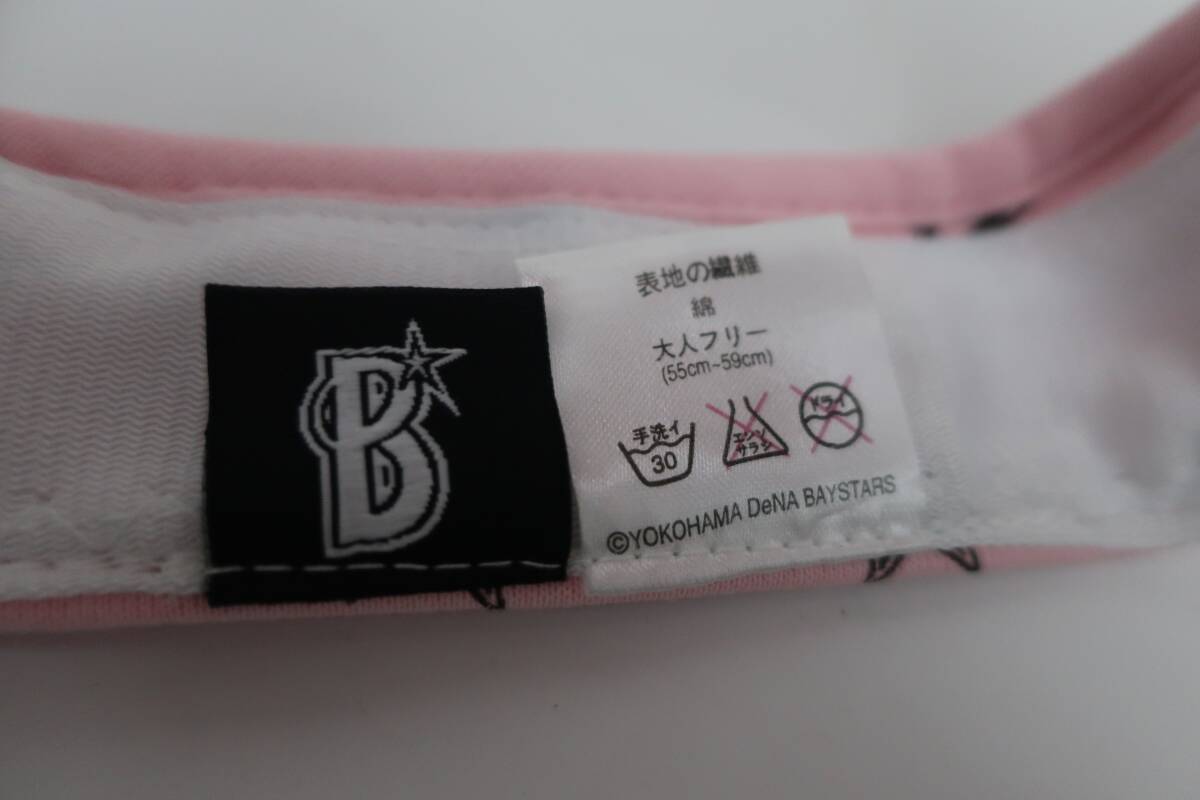 B
表地の繊維
綿
大人フリー
(55cm~59cm)
手洗イ
30
エンソ
サラシ
ドライ
©YOKOHAMA DeNA BAYSTARS